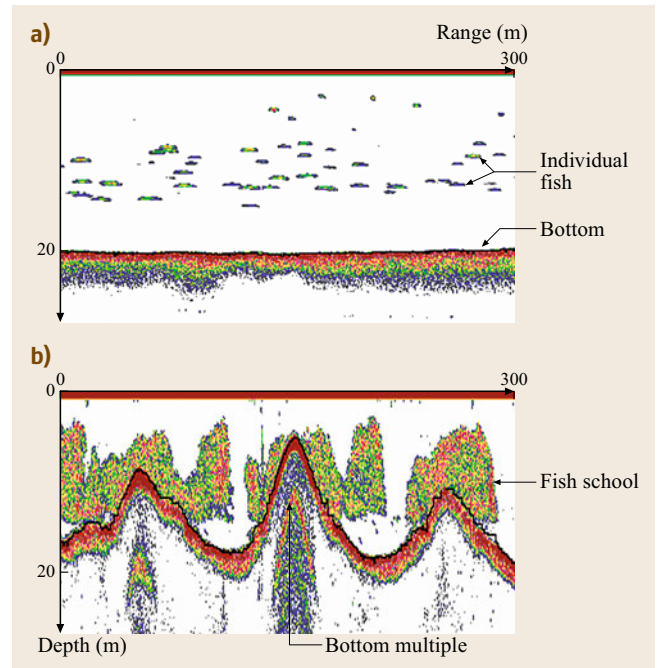 a)
Range (m)
0
300
0
Individual
fish
Bottom
20
b)
0
300
0
Fish school
20
Depth (m)
Bottom multiple